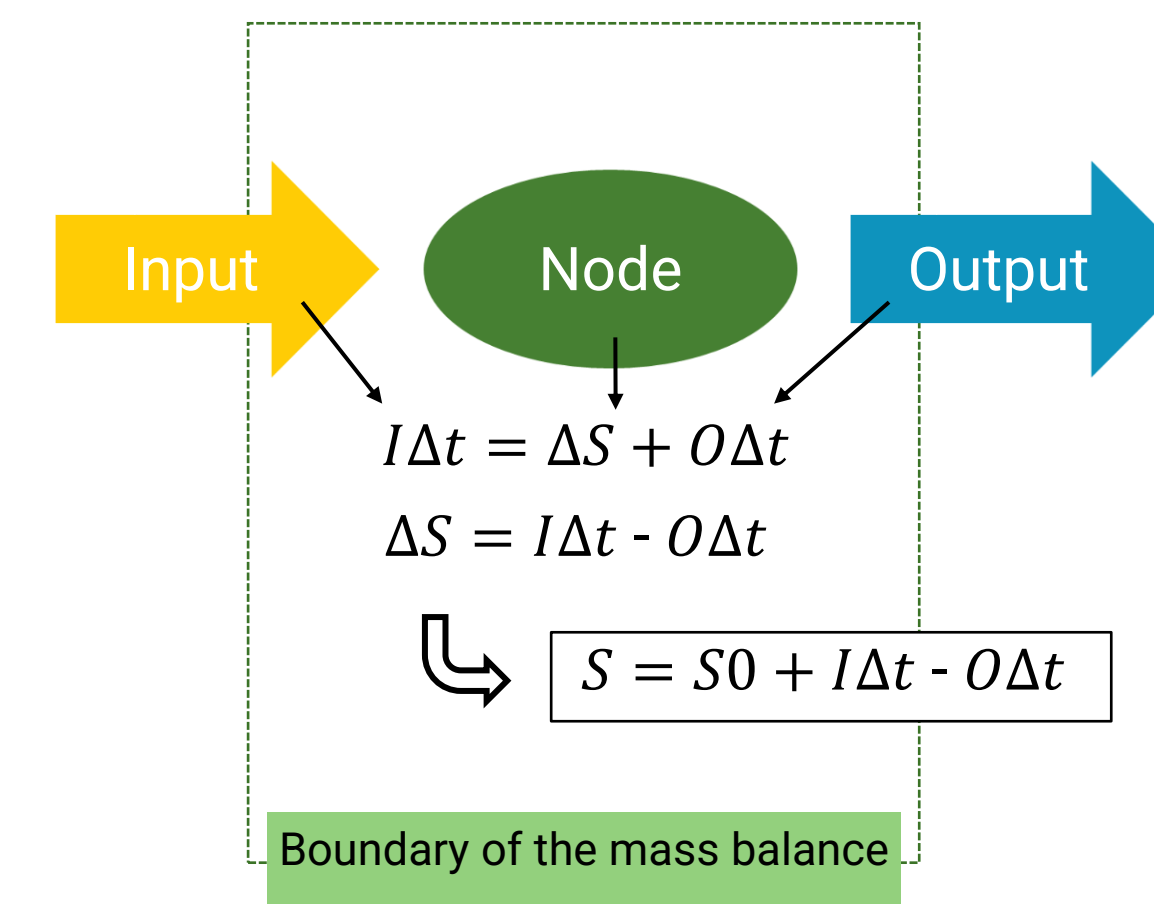 Input
Node
Output
IΔt = ΔS + OΔt
ΔS = IΔt - OΔt
S = S0 + IΔt - OΔt
Boundary of the mass balance